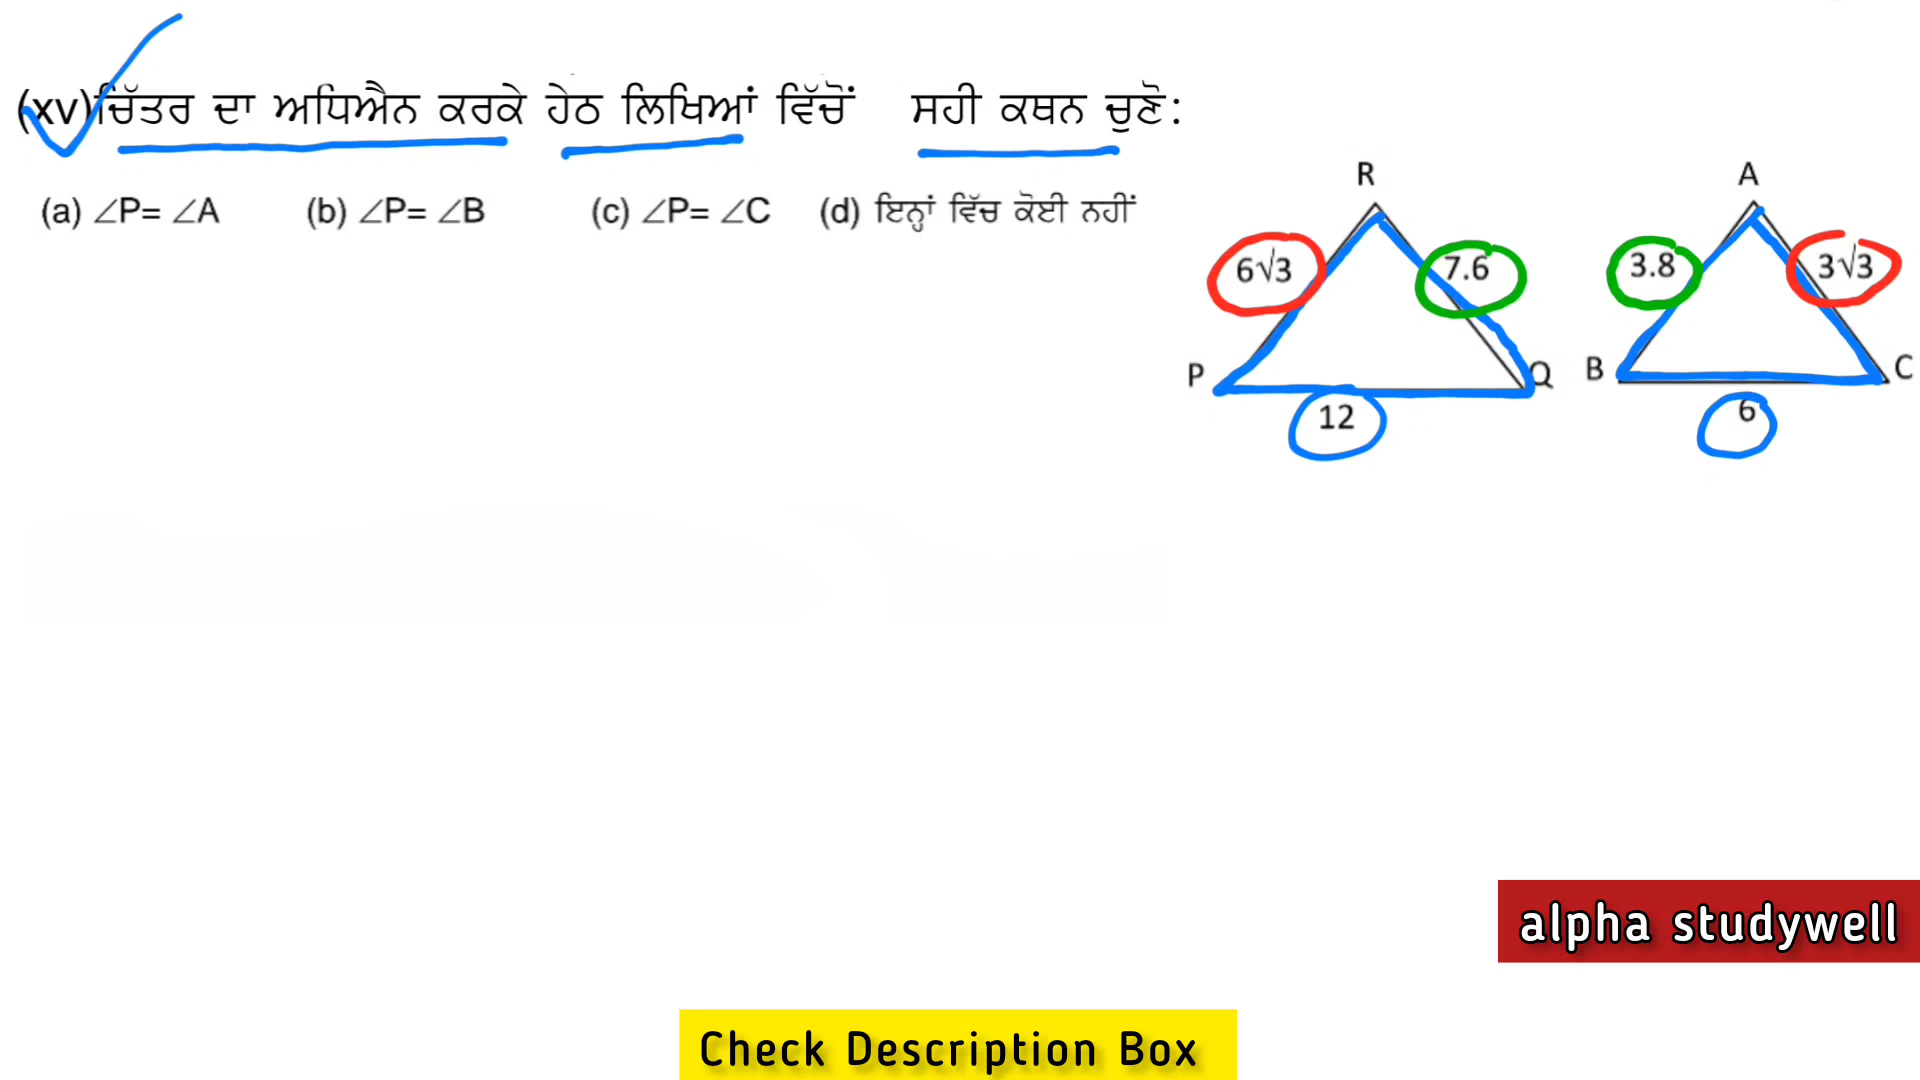 (xv)ਚਿੱਤਰ ਦਾ ਅਧਿਐਨ ਕਰਕੇ ਹੇਠ ਲਿਖਿਆਂ ਵਿੱਚੋਂ ਸਹੀ ਕਥਨ ਚੁਣੋ:
(a) ∠P= ∠A (b) ∠P= ∠B (c) ∠P= ∠C (d) ਇਨ੍ਹਾਂ ਵਿੱਚ ਕੋਈ ਨਹੀਂ
R A
6√3 7.6 3.8 3√3
P Q B C
12 6
alpha studywell
Check Description Box